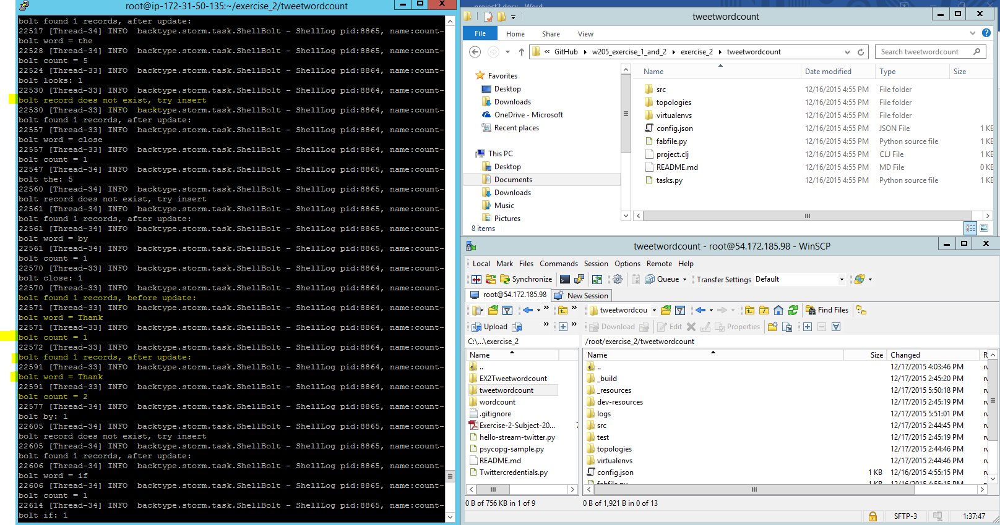 root@ip-172-31-50-135:~/exercise_2/tweetwordcount
bolt found 1 records, after update:
22517 [Thread-34] INFO  backtype.storm.task.ShellBolt - ShellLog pid:8865, name:count-
bolt word = the
22528 [Thread-34] INFO  backtype.storm.task.ShellBolt - ShellLog pid:8865, name:count-
bolt count = 5
22524 [Thread-33] INFO  backtype.storm.task.ShellBolt - ShellLog pid:8864, name:count-
bolt looks: 1
22530 [Thread-33] INFO  backtype.storm.task.ShellBolt - ShellLog pid:8864, name:count-
bolt record does not exist, try insert
22530 [Thread-33] INFO  backtype.storm.task.ShellBolt - ShellLog pid:8864, name:count-
bolt found 1 records, after update:
22557 [Thread-33] INFO  backtype.storm.task.ShellBolt - ShellLog pid:8864, name:count-
bolt word = close
22557 [Thread-33] INFO  backtype.storm.task.ShellBolt - ShellLog pid:8864, name:count-
bolt count = 1
22547 [Thread-34] INFO  backtype.storm.task.ShellBolt - ShellLog pid:8865, name:count-
bolt the: 5
22560 [Thread-34] INFO  backtype.storm.task.ShellBolt - ShellLog pid:8865, name:count-
bolt record does not exist, try insert
22561 [Thread-34] INFO  backtype.storm.task.ShellBolt - ShellLog pid:8865, name:count-
bolt found 1 records, after update:
22561 [Thread-34] INFO  backtype.storm.task.ShellBolt - ShellLog pid:8865, name:count-
bolt word = by
22561 [Thread-34] INFO  backtype.storm.task.ShellBolt - ShellLog pid:8865, name:count-
bolt count = 1
22570 [Thread-33] INFO  backtype.storm.task.ShellBolt - ShellLog pid:8864, name:count-
bolt close: 1
22570 [Thread-33] INFO  backtype.storm.task.ShellBolt - ShellLog pid:8864, name:count-
bolt found 1 records, before update:
22571 [Thread-33] INFO  backtype.storm.task.ShellBolt - ShellLog pid:8864, name:count-
bolt word = Thank
22571 [Thread-33] INFO  backtype.storm.task.ShellBolt - ShellLog pid:8864, name:count-
bolt count = 1
22572 [Thread-33] INFO  backtype.storm.task.ShellBolt - ShellLog pid:8864, name:count-
bolt found 1 records, after update:
22591 [Thread-33] INFO  backtype.storm.task.ShellBolt - ShellLog pid:8864, name:count-
bolt word = Thank
22591 [Thread-33] INFO  backtype.storm.task.ShellBolt - ShellLog pid:8864, name:count-
bolt count = 2
22577 [Thread-34] INFO  backtype.storm.task.ShellBolt - ShellLog pid:8865, name:count-
bolt by: 1
22605 [Thread-34] INFO  backtype.storm.task.ShellBolt - ShellLog pid:8865, name:count-
bolt record does not exist, try insert
22605 [Thread-34] INFO  backtype.storm.task.ShellBolt - ShellLog pid:8865, name:count-
bolt found 1 records, after update:
22606 [Thread-34] INFO  backtype.storm.task.ShellBolt - ShellLog pid:8865, name:count-
bolt word = if
22606 [Thread-34] INFO  backtype.storm.task.ShellBolt - ShellLog pid:8865, name:count-
bolt count = 1
22614 [Thread-34] INFO  backtype.storm.task.ShellBolt - ShellLog pid:8865, name:count-
bolt if: 1
project2.docx - Word
tweetwordcount
File Home Share View
« GitHub w205_exercise_1_and_2 exercise_2 tweetwordcount Search tweetwordcount
Favorites
Desktop
Downloads
OneDrive - Microsoft
Recent places
This PC
Desktop
Documents
Downloads
Music
Pictures
Name Date modified Type Size
src 12/16/2015 4:55 PM File folder
topologies 12/16/2015 4:55 PM File folder
virtualenvs 12/16/2015 4:55 PM File folder
config.json 12/16/2015 4:55 PM JSON File 1 KB
fabfile.py 12/16/2015 4:55 PM Python source file 1 KB
project.clj 12/16/2015 4:55 PM CLJ File 1 KB
README.md 12/16/2015 4:55 PM MD File 0 KB
tasks.py 12/16/2015 4:55 PM Python source file 1 KB
8 items
tweetwordcount - root@54.172.185.98 - WinSCP
Local Mark Files Commands Session Options Remote Help
Synchronize Queue Transfer Settings Default
root@54.172.185.98 New Session
tweetwordcou Find Files
Upload Download Edit Properties
C:\...\exercise_2 /root/exercise_2/tweetwordcount
Name
..
EX2Tweetwordcount
tweetwordcount
wordcount
.gitignore
Exercise-2-Subject-20... 7
hello-stream-twitter.py
psycopg-sample.py
README.md
Twittercredentials.py
Name Size Changed R
.. 12/17/2015 4:03:46 PM rv
_build 12/17/2015 2:45:20 PM rv
_resources 12/17/2015 5:50:18 PM rv
dev-resources 12/17/2015 2:45:19 PM rv
logs 12/17/2015 5:51:01 PM rv
src 12/17/2015 2:44:45 PM rv
test 12/17/2015 2:45:19 PM rv
topologies 12/17/2015 2:44:46 PM rv
virtualenvs 12/17/2015 2:44:46 PM rv
config.json 1 KB 12/16/2015 4:55:15 PM rv
fabfile.py 1 KB 12/16/2015 4:55:15 PM rv
0 B of 756 KB in 1 of 9 0 B of 1,921 B in 0 of 13
SFTP-3 1:37:47